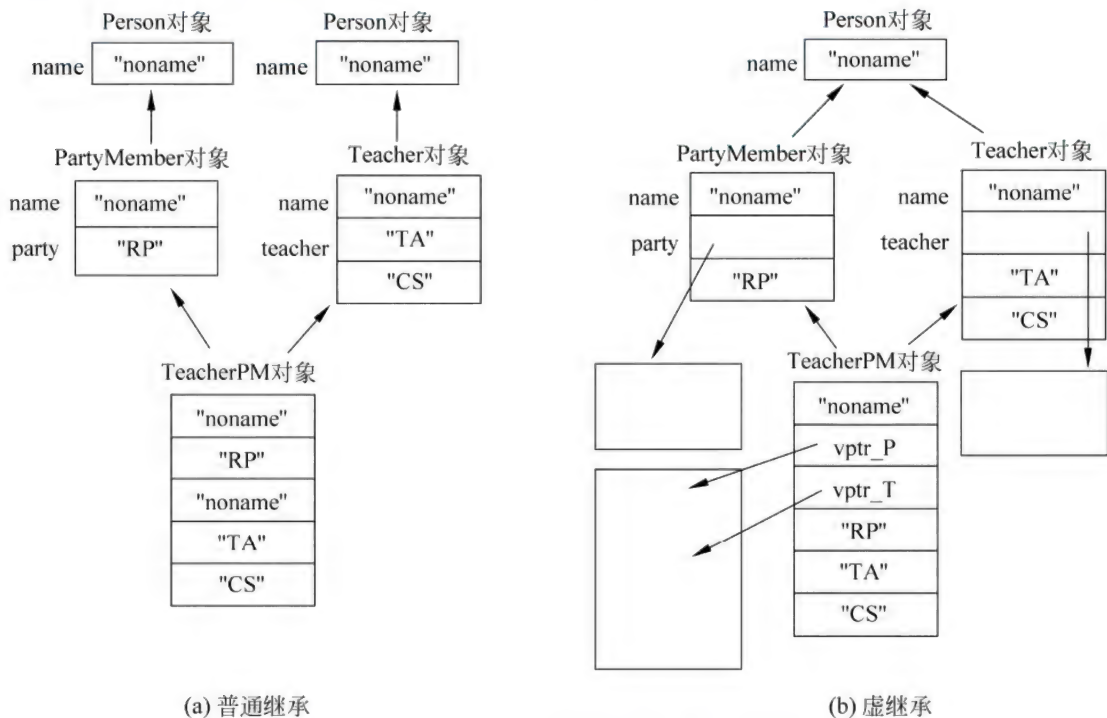 Person对象
name "noname"
Person对象
name "noname"
PartyMember对象
name "noname"
party "RP"
Teacher对象
name "noname"
teacher "TA"
"CS"
TeacherPM对象
"noname"
"RP"
"noname"
"TA"
"CS"
(a) 普通继承
Person对象
name "noname"
PartyMember对象
name "noname"
party
"RP"
Teacher对象
name "noname"
teacher
"TA"
"CS"
TeacherPM对象
"noname"
vptr_P
vptr_T
"RP"
"TA"
"CS"
(b) 虚继承